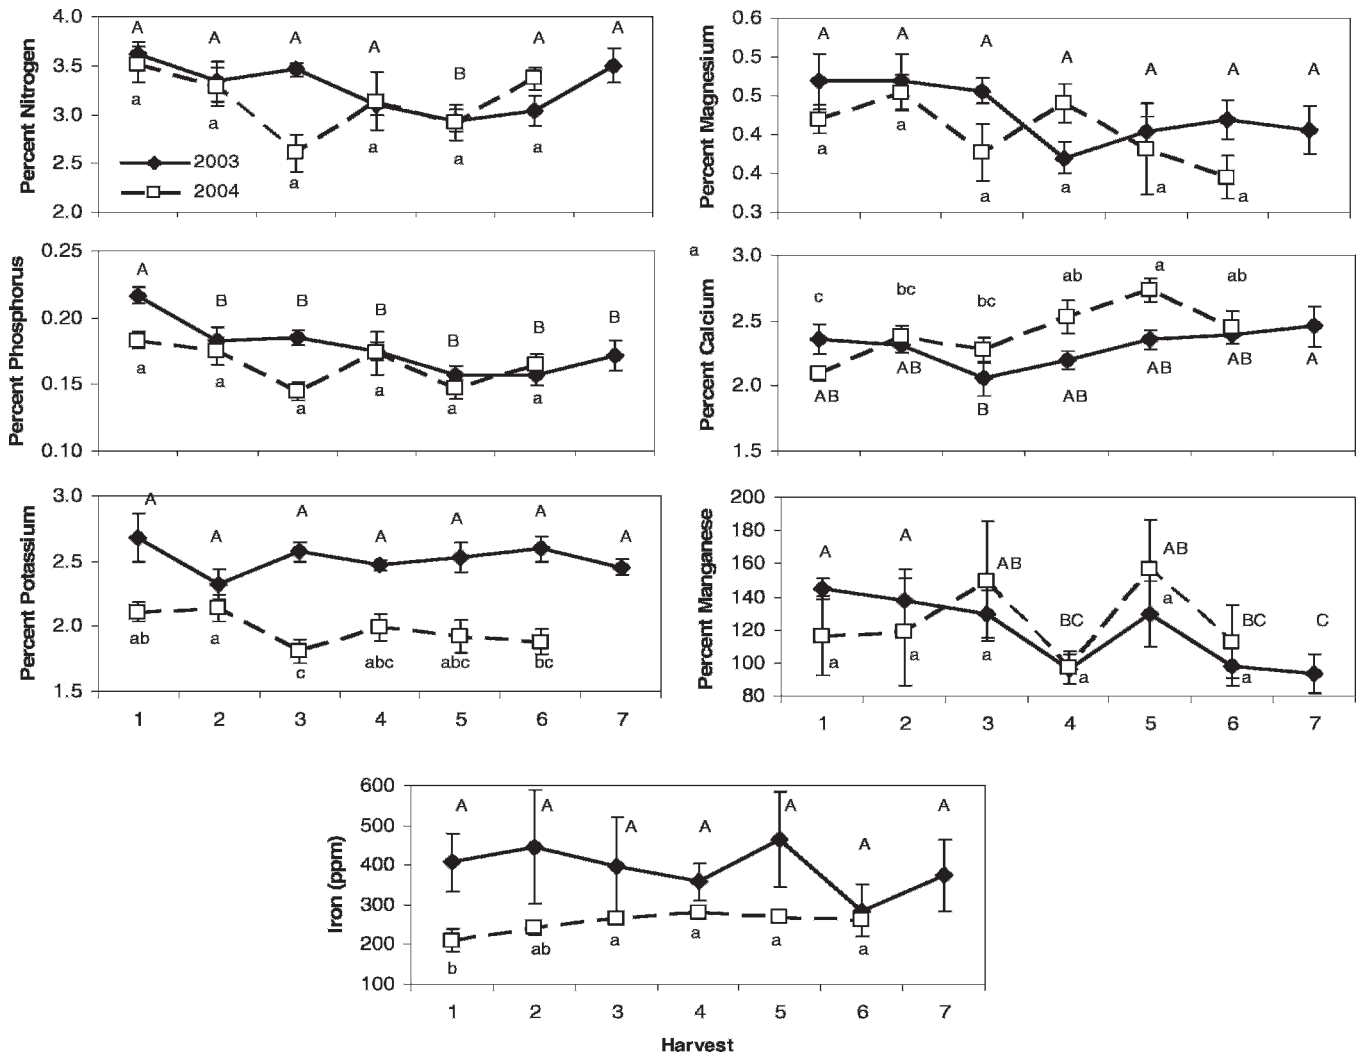 Percent Nitrogen
4.0
3.5
3.0
2.5
2.0
A A A A B A A
a a a a a a
2003
2004
Percent Magnesium
0.6
0.5
0.5
0.4
0.4
0.3
A A A A A A A
a a a a a a
Percent Phosphorus
0.25
0.20
0.15
0.10
A B B B B B B
a a a a a a
a
Percent Calcium
3.0
2.5
2.0
1.5
c bc bc ab a ab
AB AB B AB AB AB A
Percent Potassium
3.0
2.5
2.0
1.5
A A A A A A A
ab a c abc abc bc
1 2 3 4 5 6 7
Percent Manganese
200
180
160
140
120
100
80
A A AB BC AB BC C
a a a a a a
1 2 3 4 5 6 7
Iron (ppm)
600
500
400
300
200
100
A A A A A A A
b ab a a a a
1 2 3 4 5 6 7
Harvest